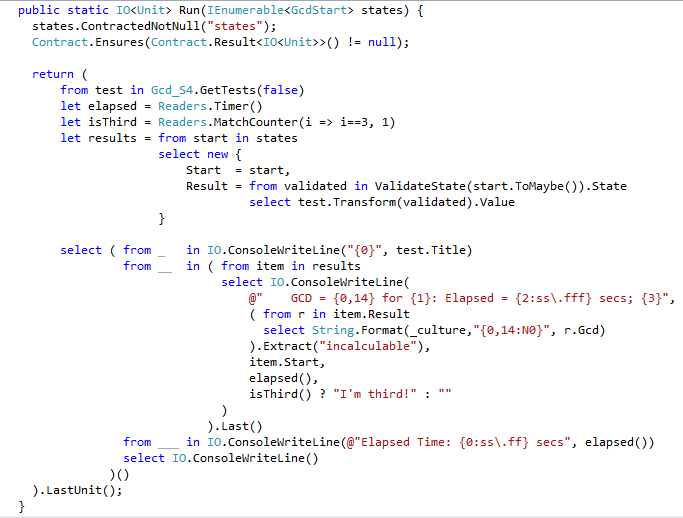 public static IO<Unit> Run(IEnumerable<GcdStart> states) {
  states.ContractedNotNull("states");
  Contract.Ensures(Contract.Result<IO<Unit>>() != null);

  return (
      from test in Gcd_S4.GetTests(false)
      let elapsed = Readers.Timer()
      let isThird = Readers.MatchCounter(i => i==3, 1)
      let results = from start in states
                    select new {
                        Start  = start,
                        Result = from validated in ValidateState(start.ToMaybe()).State
                                 select test.Transform(validated).Value
                    }

      select ( from _   in IO.ConsoleWriteLine("{0}", test.Title)
               from __  in ( from item in results
                             select IO.ConsoleWriteLine(
                                 @"    GCD = {0,14} for {1}: Elapsed = {2:ss\.fff} secs; {3}",
                                 ( from r in item.Result
                                   select String.Format(_culture,"{0,14:N0}", r.Gcd)
                                 ).Extract("incalculable"),
                                 item.Start,
                                 elapsed(),
                                 isThird() ? "I'm third!" : ""
                             )
                           ).Last()
               from ___ in IO.ConsoleWriteLine(@"Elapsed Time: {0:ss\.ff} secs", elapsed())
               select IO.ConsoleWriteLine()
             )()
  ).LastUnit();
}